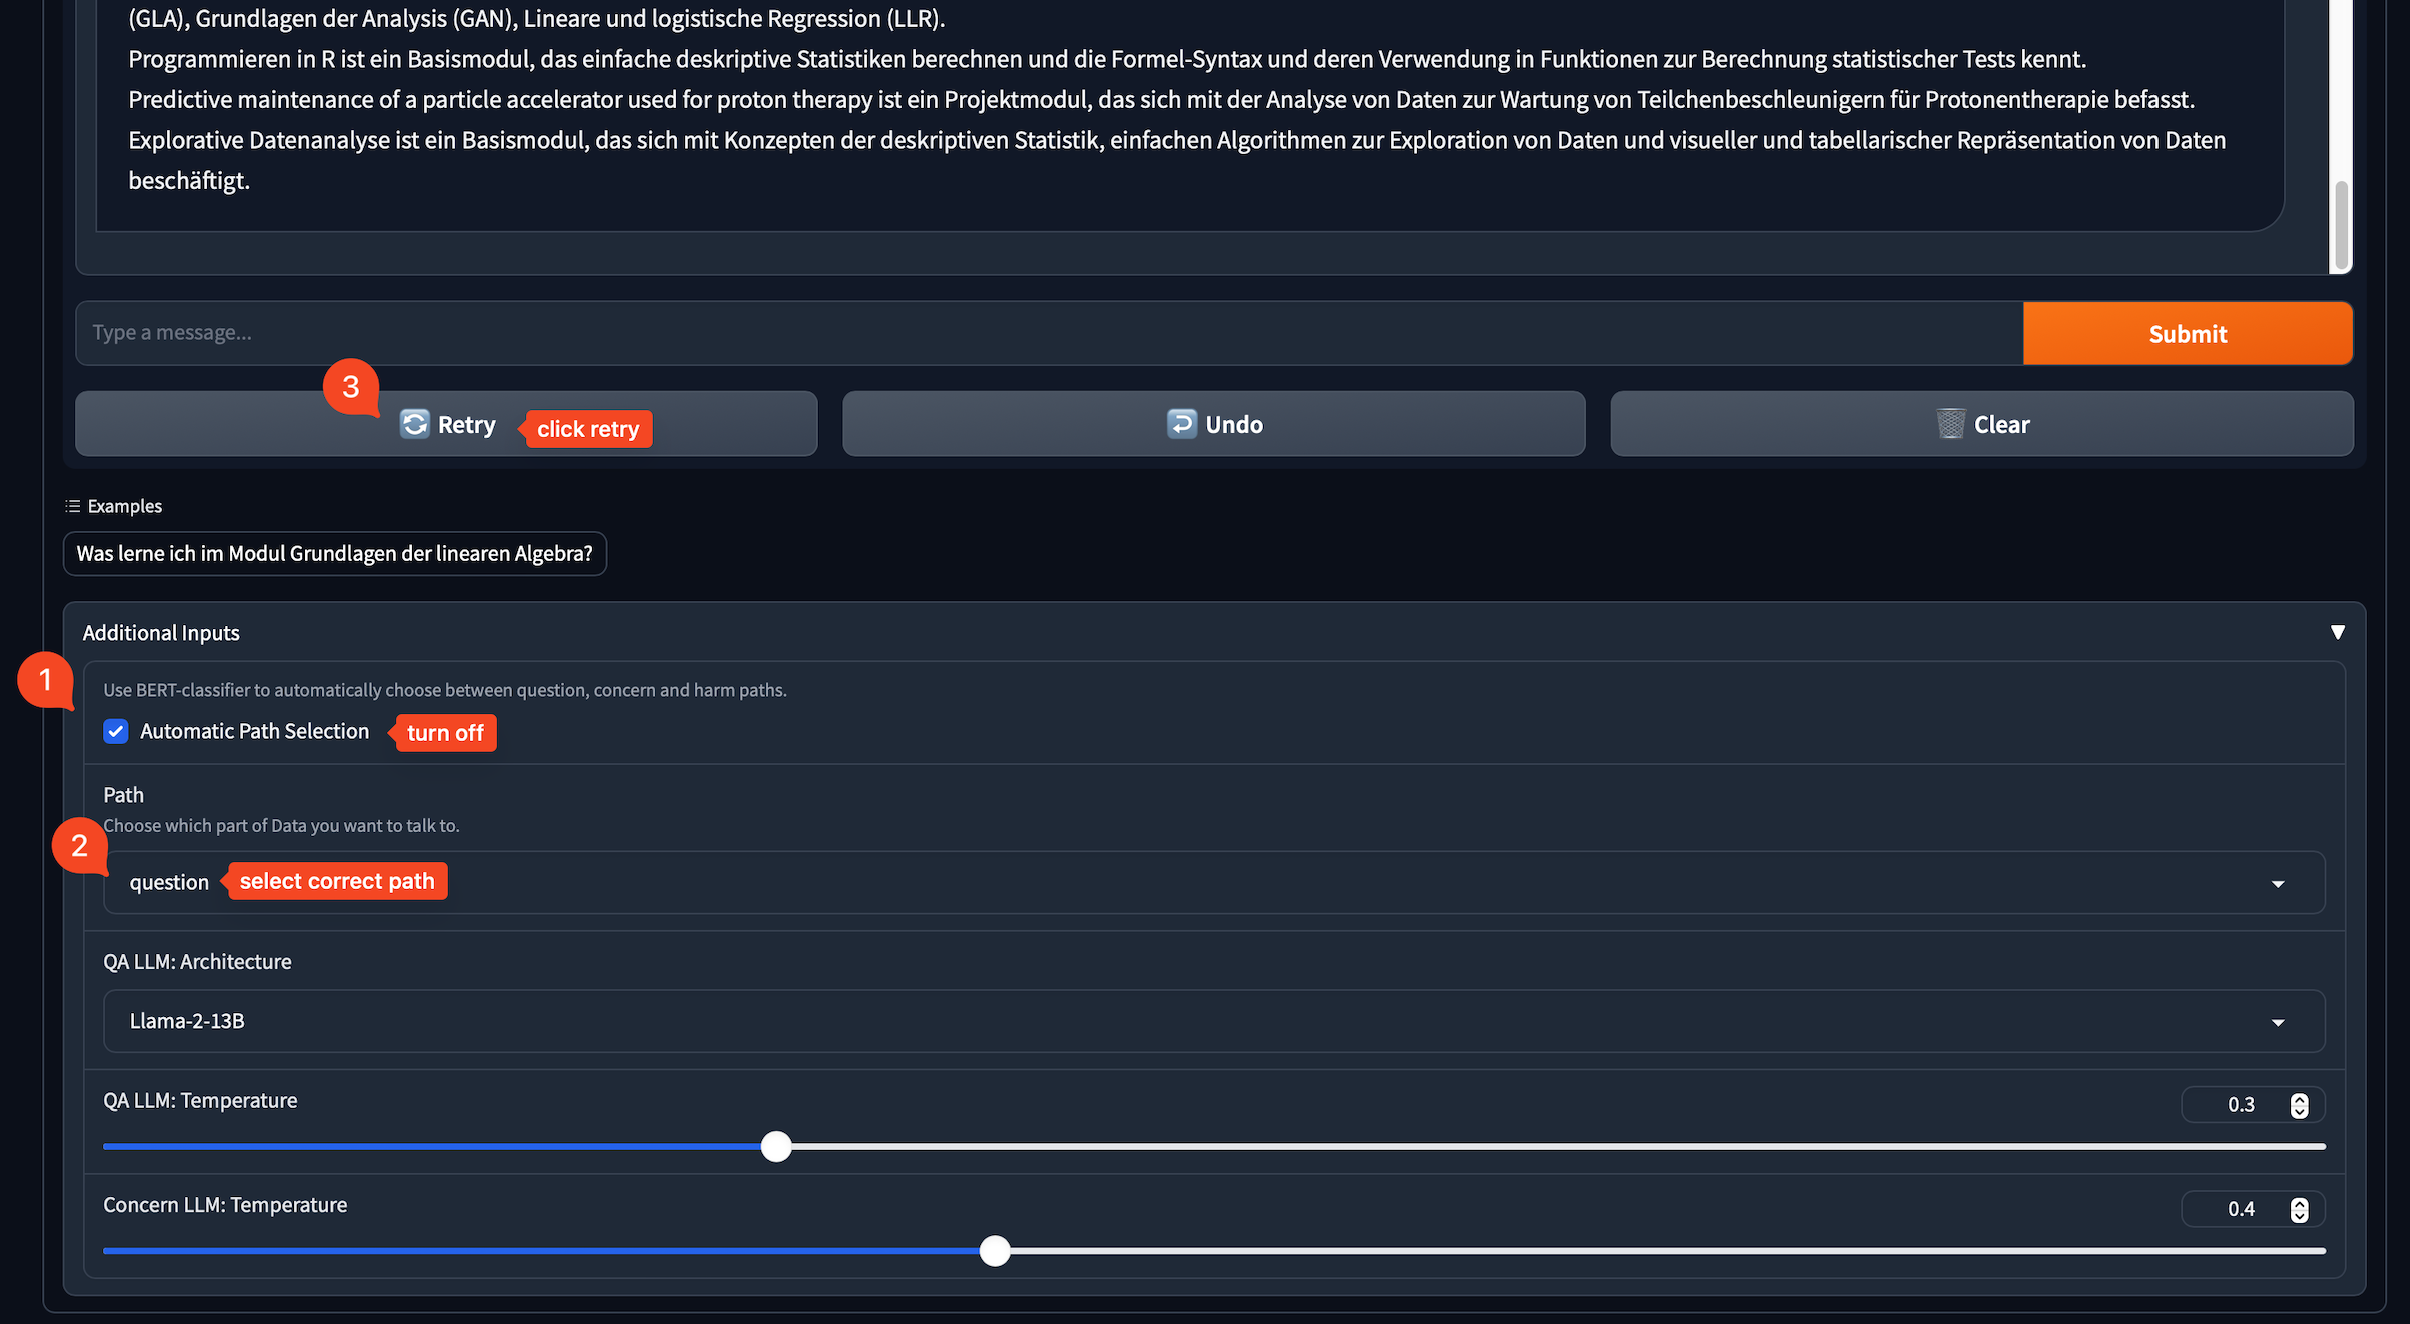 (GLA), Grundlagen der Analysis (GAN), Lineare und logistische Regression (LLR).
Programmieren in R ist ein Basismodul, das einfache deskriptive Statistiken berechnen und die Formel-Syntax und deren Verwendung in Funktionen zur Berechnung statistischer Tests kennt.
Predictive maintenance of a particle accelerator used for proton therapy ist ein Projektmodul, das sich mit der Analyse von Daten zur Wartung von Teilchenbeschleunigern für Protonentherapie befasst.
Explorative Datenanalyse ist ein Basismodul, das sich mit Konzepten der deskriptiven Statistik, einfachen Algorithmen zur Exploration von Daten und visueller und tabellarischer Repräsentation von Daten
beschäftigt.
Type a message...
Submit
3
Retry
click retry
Undo
Clear
Examples
Was lerne ich im Modul Grundlagen der linearen Algebra?
Additional Inputs
1
Use BERT-classifier to automatically choose between question, concern and harm paths.
Automatic Path Selection
turn off
Path
Choose which part of Data you want to talk to.
2
question
select correct path
QA LLM: Architecture
Llama-2-13B
QA LLM: Temperature
0.3
Concern LLM: Temperature
0.4